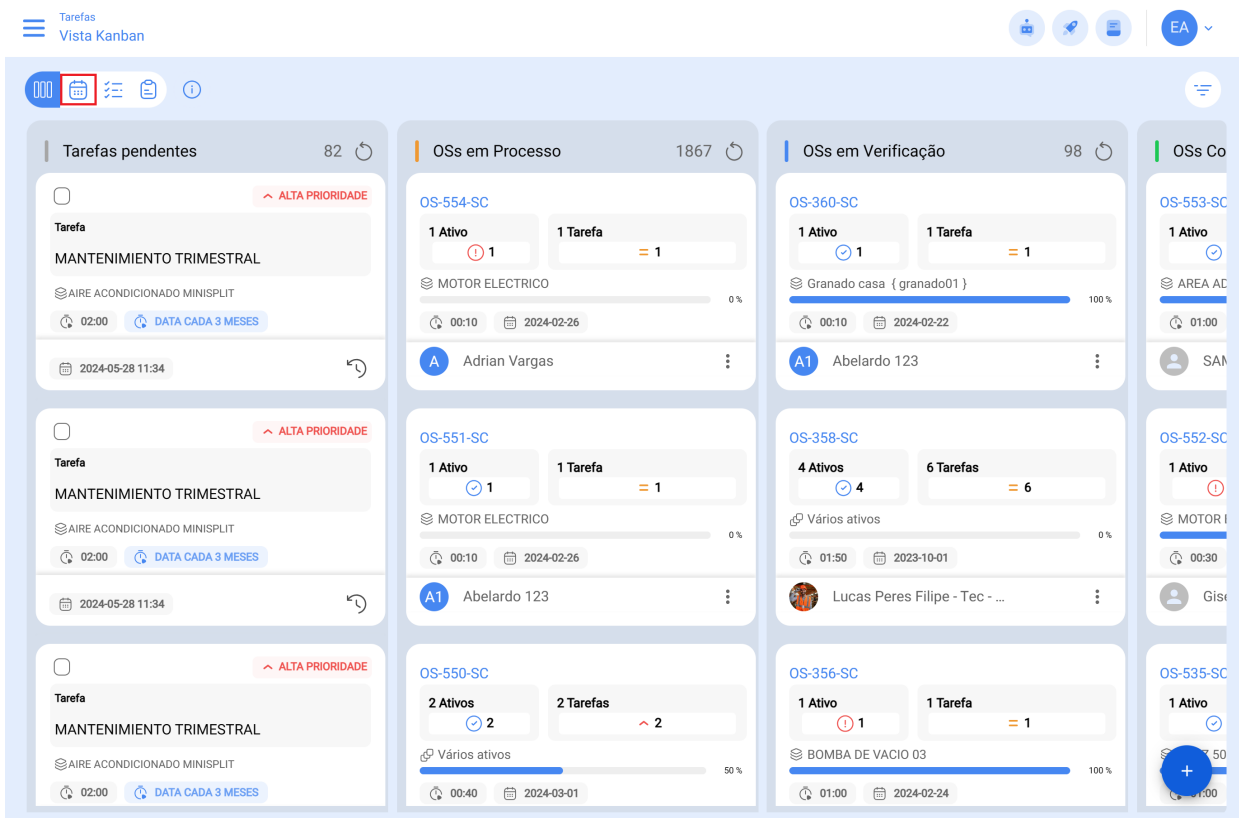 Tarefas
Vista Kanban
EA
Tarefas pendentes 82
ALTA PRIORIDADE
Tarefa
MANTENIMIENTO TRIMESTRAL
AIRE ACONDICIONADO MINISPLIT
02:00 DATA CADA 3 MESES
2024-05-28 11:34
ALTA PRIORIDADE
Tarefa
MANTENIMIENTO TRIMESTRAL
AIRE ACONDICIONADO MINISPLIT
02:00 DATA CADA 3 MESES
2024-05-28 11:34
ALTA PRIORIDADE
Tarefa
MANTENIMIENTO TRIMESTRAL
AIRE ACONDICIONADO MINISPLIT
02:00 DATA CADA 3 MESES
OSs em Processo 1867
OS-554-SC
1 Ativo 1 Tarefa
1 1
MOTOR ELECTRICO
0 %
00:10 2024-02-26
A Adrian Vargas
OS-551-SC
1 Ativo 1 Tarefa
1 1
MOTOR ELECTRICO
0 %
00:10 2024-02-26
A1 Abelardo 123
OS-550-SC
2 Ativos 2 Tarefas
2 2
Vários ativos
50 %
00:40 2024-03-01
OSs em Verificação 98
OS-360-SC
1 Ativo 1 Tarefa
1 1
Granado casa { granado01 }
100 %
00:10 2024-02-22
A1 Abelardo 123
OS-358-SC
4 Ativos 6 Tarefas
4 6
Vários ativos
0 %
01:50 2023-10-01
Lucas Peres Filipe - Tec - ...
OS-356-SC
1 Ativo 1 Tarefa
1 1
BOMBA DE VACIO 03
100 %
01:00 2024-02-24
OSs Co
OS-553-SC
1 Ativo
AREA AD
01:00
SAM
OS-552-SC
1 Ativo
MOTOR
00:30
Gise
OS-535-SC
1 Ativo
50
+